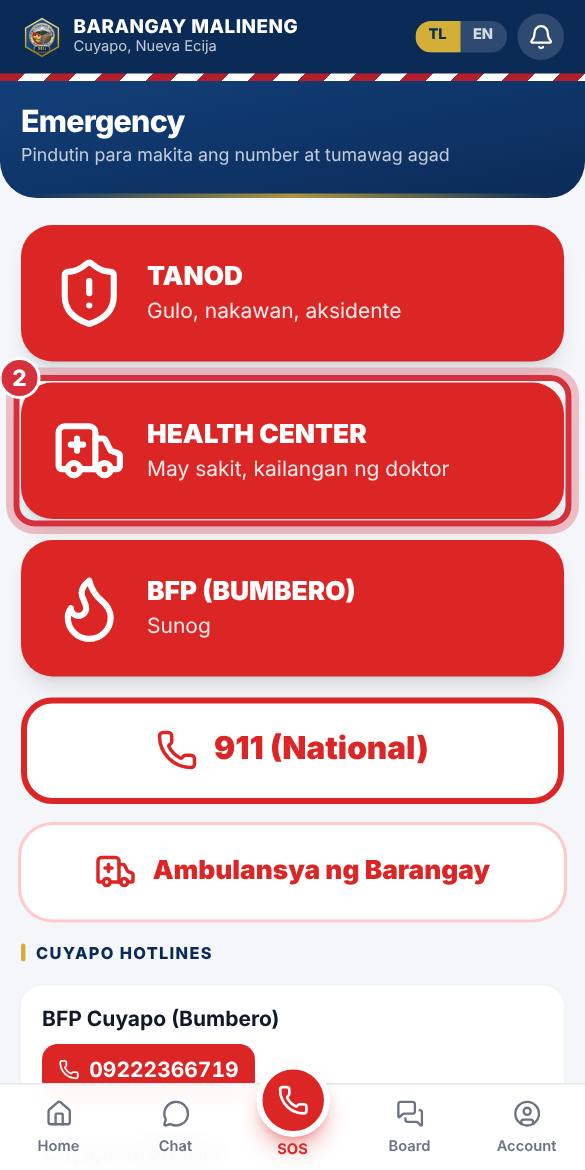 BARANGAY MALINENG
Cuyapo, Nueva Ecija
TL EN
Emergency
Pindutin para makita ang number at tumawag agad
TANOD
Gulo, nakawan, aksidente
2
HEALTH CENTER
May sakit, kailangan ng doktor
BFP (BUMBERO)
Sunog
911 (National)
Ambulansya ng Barangay
CUYAPO HOTLINES
BFP Cuyapo (Bumbero)
09222366719
Home
Chat
SOS
Board
Account